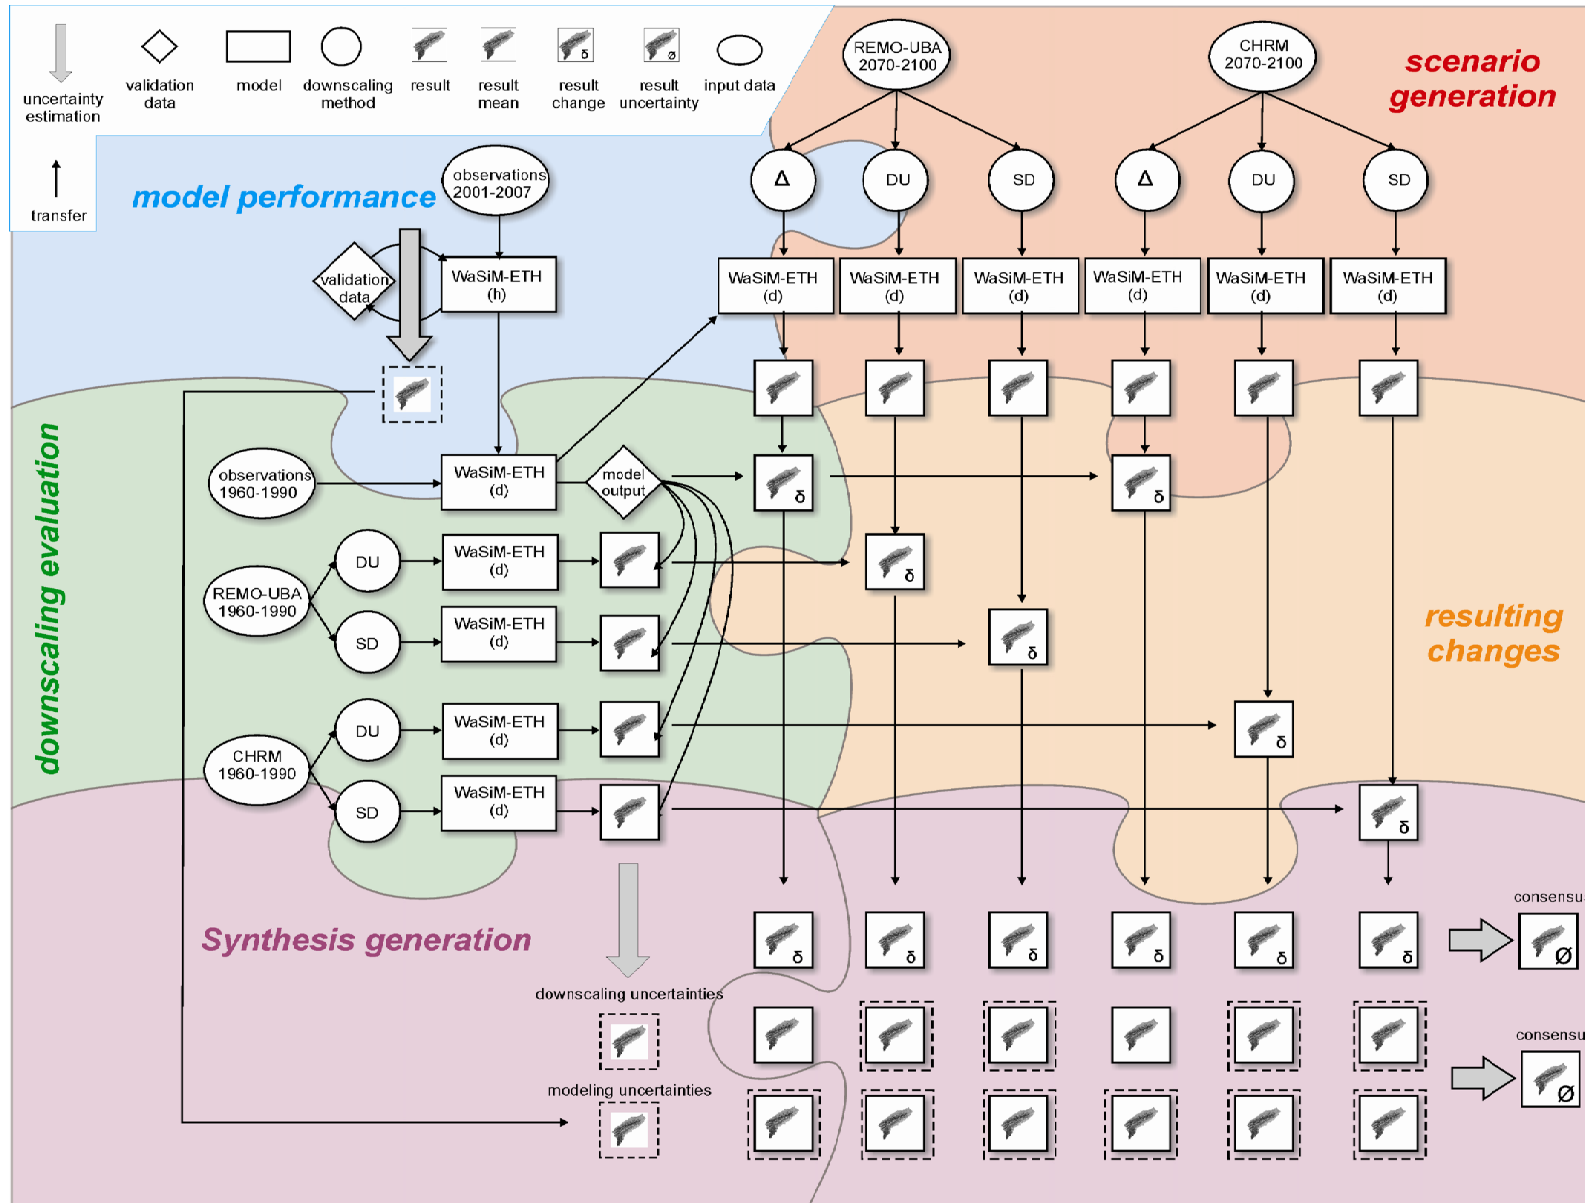 uncertainty
estimation
validation
data
model
downscaling
method
result
result
mean
δ
result
change
ø
result
uncertainty
input data
transfer
REMO-UBA
2070-2100
CHRM
2070-2100
scenario
generation
model performance
observations
2001-2007
Δ
DU
SD
Δ
DU
SD
validation
data
WaSiM-ETH
(h)
WaSiM-ETH
(d)
WaSiM-ETH
(d)
WaSiM-ETH
(d)
WaSiM-ETH
(d)
WaSiM-ETH
(d)
WaSiM-ETH
(d)
downscaling evaluation
observations
1960-1990
WaSiM-ETH
(d)
model
output
δ
δ
REMO-UBA
1960-1990
DU
WaSiM-ETH
(d)
δ
SD
WaSiM-ETH
(d)
δ
resulting
changes
CHRM
1960-1990
DU
WaSiM-ETH
(d)
δ
SD
WaSiM-ETH
(d)
δ
Synthesis generation
δ
δ
δ
δ
δ
δ
consensus
Ø
downscaling uncertainties
modeling uncertainties
consensus
Ø